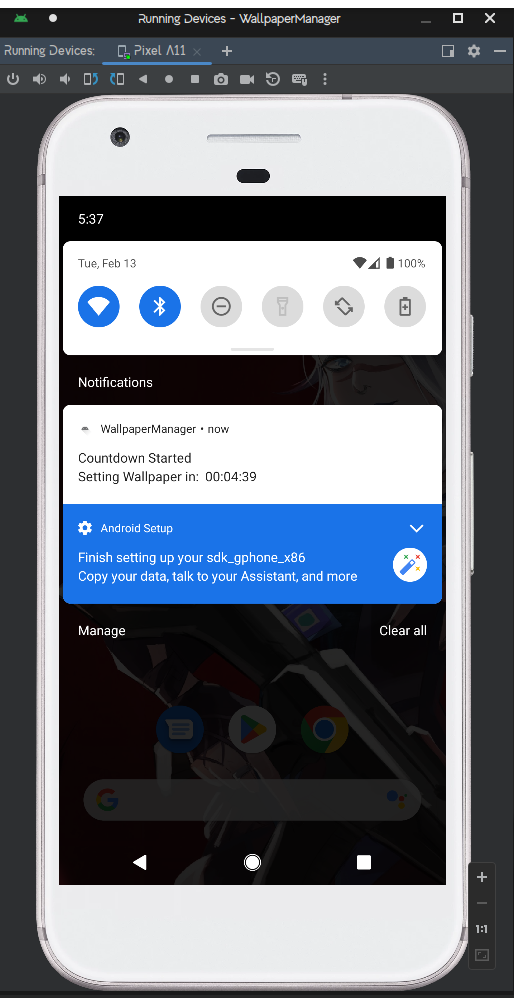 Running Devices - WallpaperManager
Running Devices:
Pixel A11
5:37
Tue, Feb 13
100%
Notifications
WallpaperManager • now
Countdown Started
Setting Wallpaper in: 00:04:39
Android Setup
Finish setting up your sdk_gphone_x86
Copy your data, talk to your Assistant, and more
Manage
Clear all
1:1